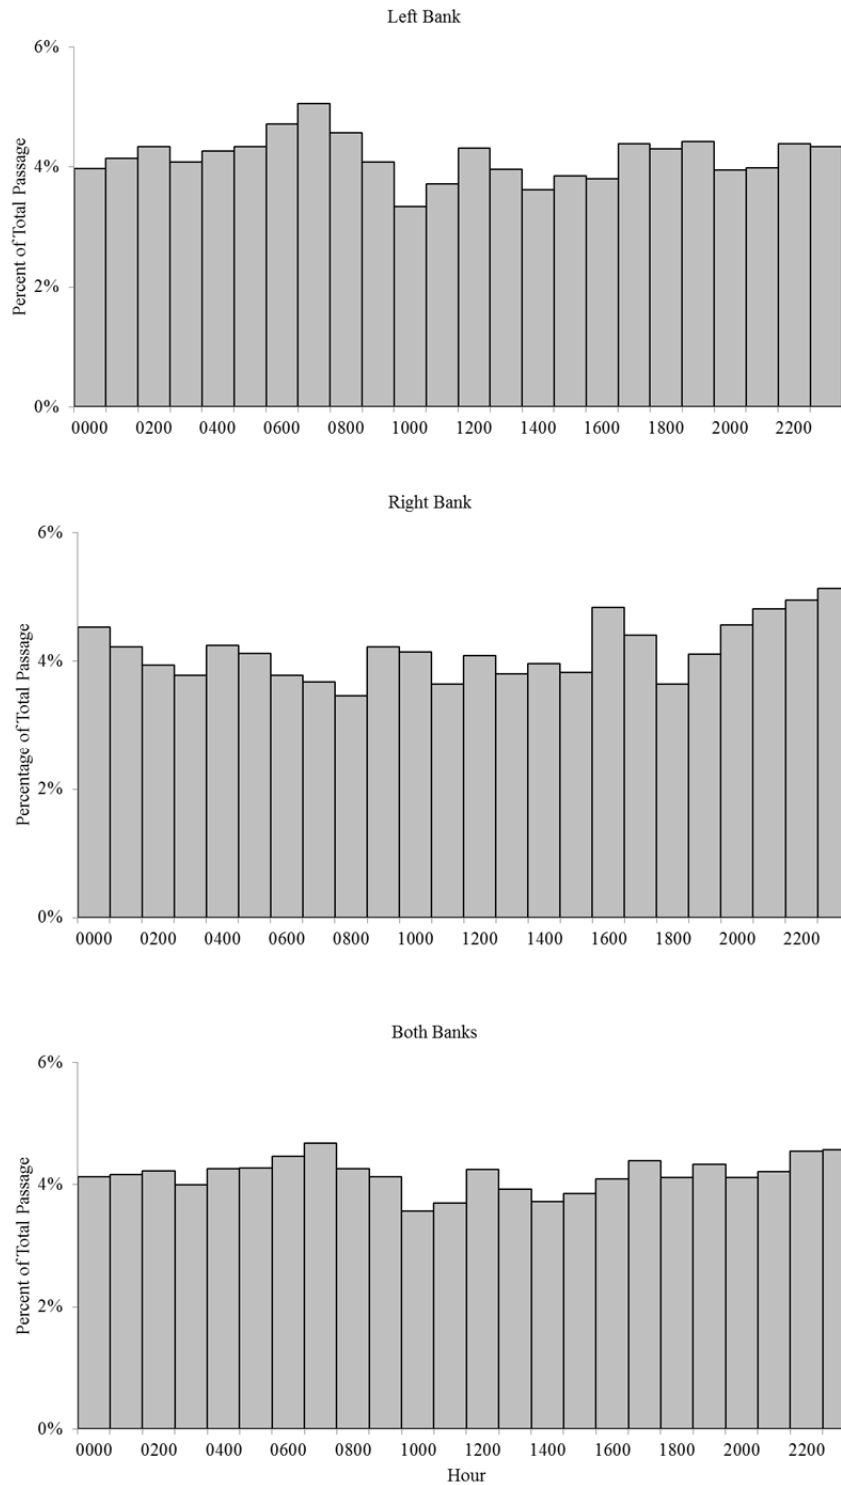 Left Bank
6%
4%
2%
0%
Percent of Total Passage
0000 0200 0400 0600 0800 1000 1200 1400 1600 1800 2000 2200
Right Bank
6%
4%
2%
0%
Percentage of Total Passage
0000 0200 0400 0600 0800 1000 1200 1400 1600 1800 2000 2200
Both Banks
6%
4%
2%
0%
Percent of Total Passage
0000 0200 0400 0600 0800 1000 1200 1400 1600 1800 2000 2200
Hour